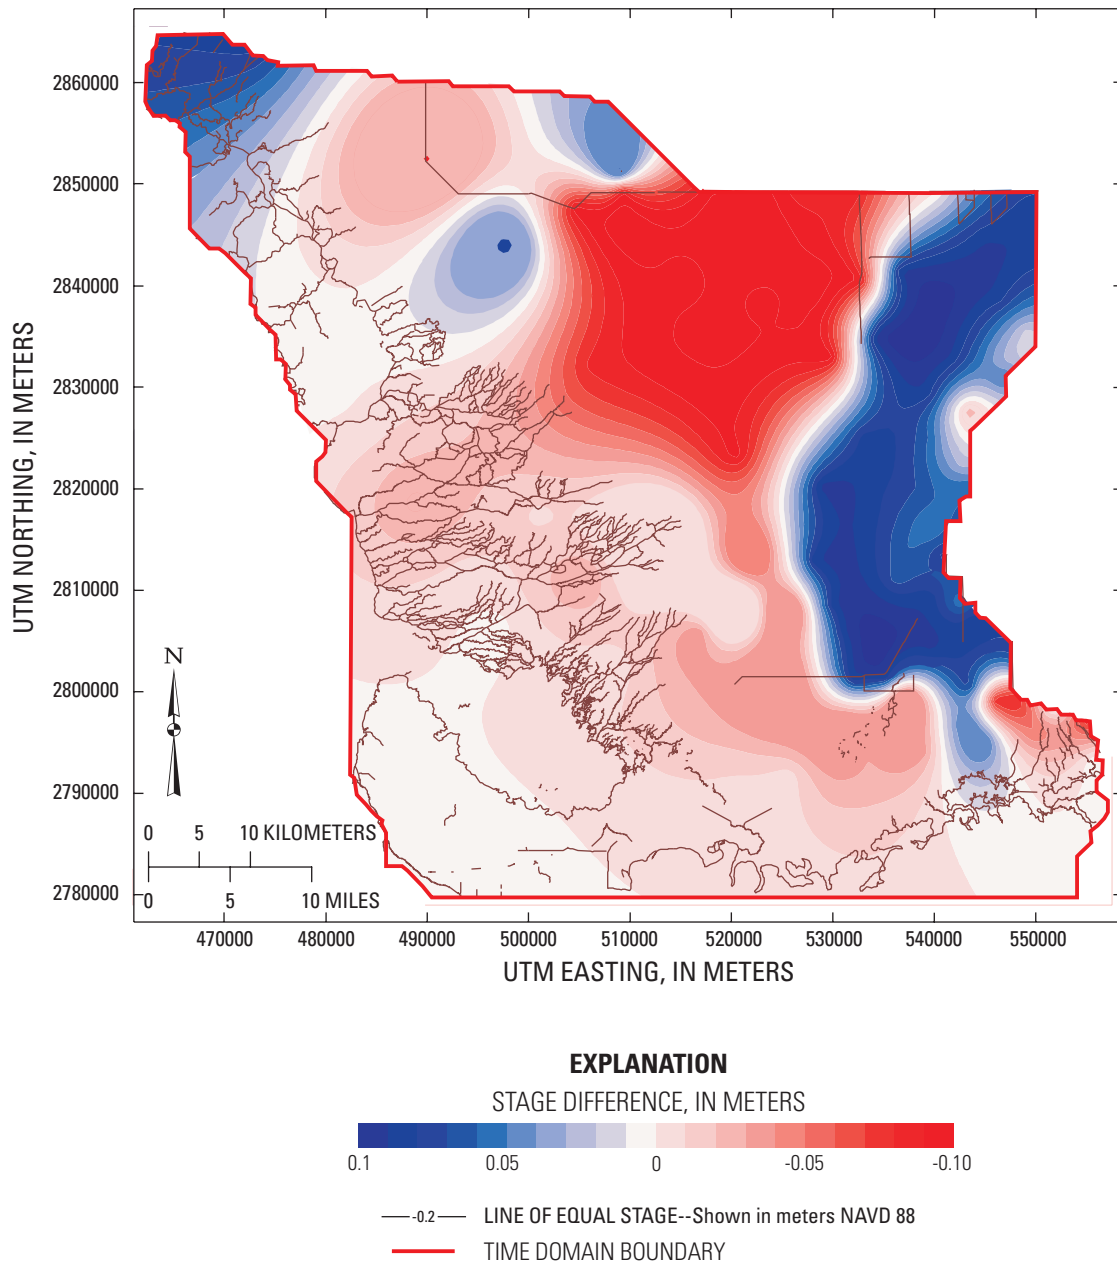 2860000
2850000
2840000
2830000
2820000
2810000
2800000
2790000
2780000
UTM NORTHING, IN METERS
N
0 5 10 KILOMETERS
0 5 10 MILES
470000 480000 490000 500000 510000 520000 530000 540000 550000
UTM EASTING, IN METERS
EXPLANATION
STAGE DIFFERENCE, IN METERS
0.1 0.05 0 -0.05 -0.10
-0.2 LINE OF EQUAL STAGE--Shown in meters NAVD 88
TIME DOMAIN BOUNDARY